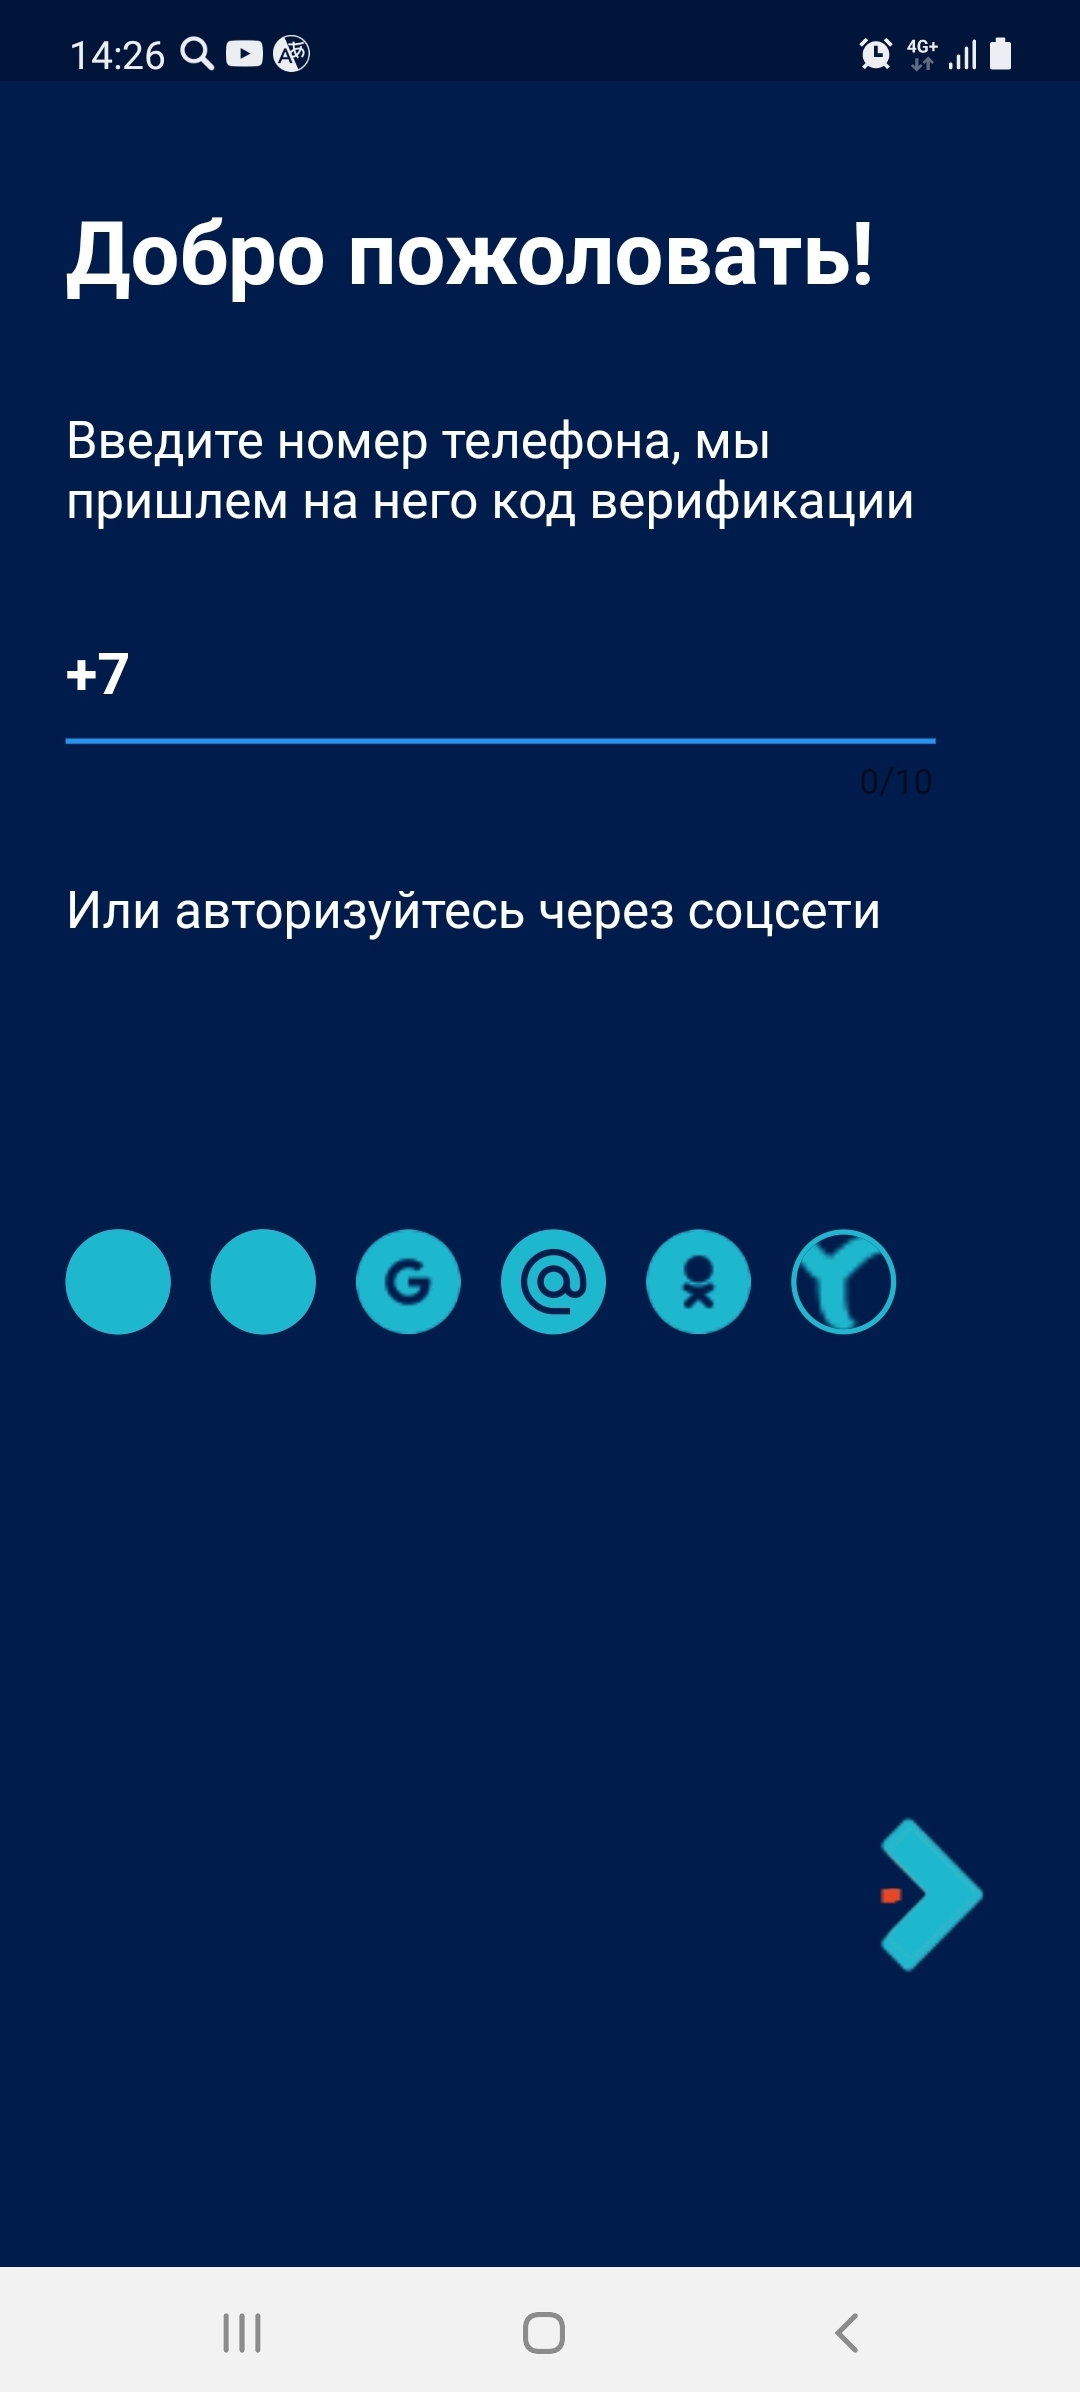 14:26
4G+
Добро пожоловать!
Введите номер телефона, мы
пришлем на него код верификации
+7
0/10
Или авторизуйтесь через соцсети